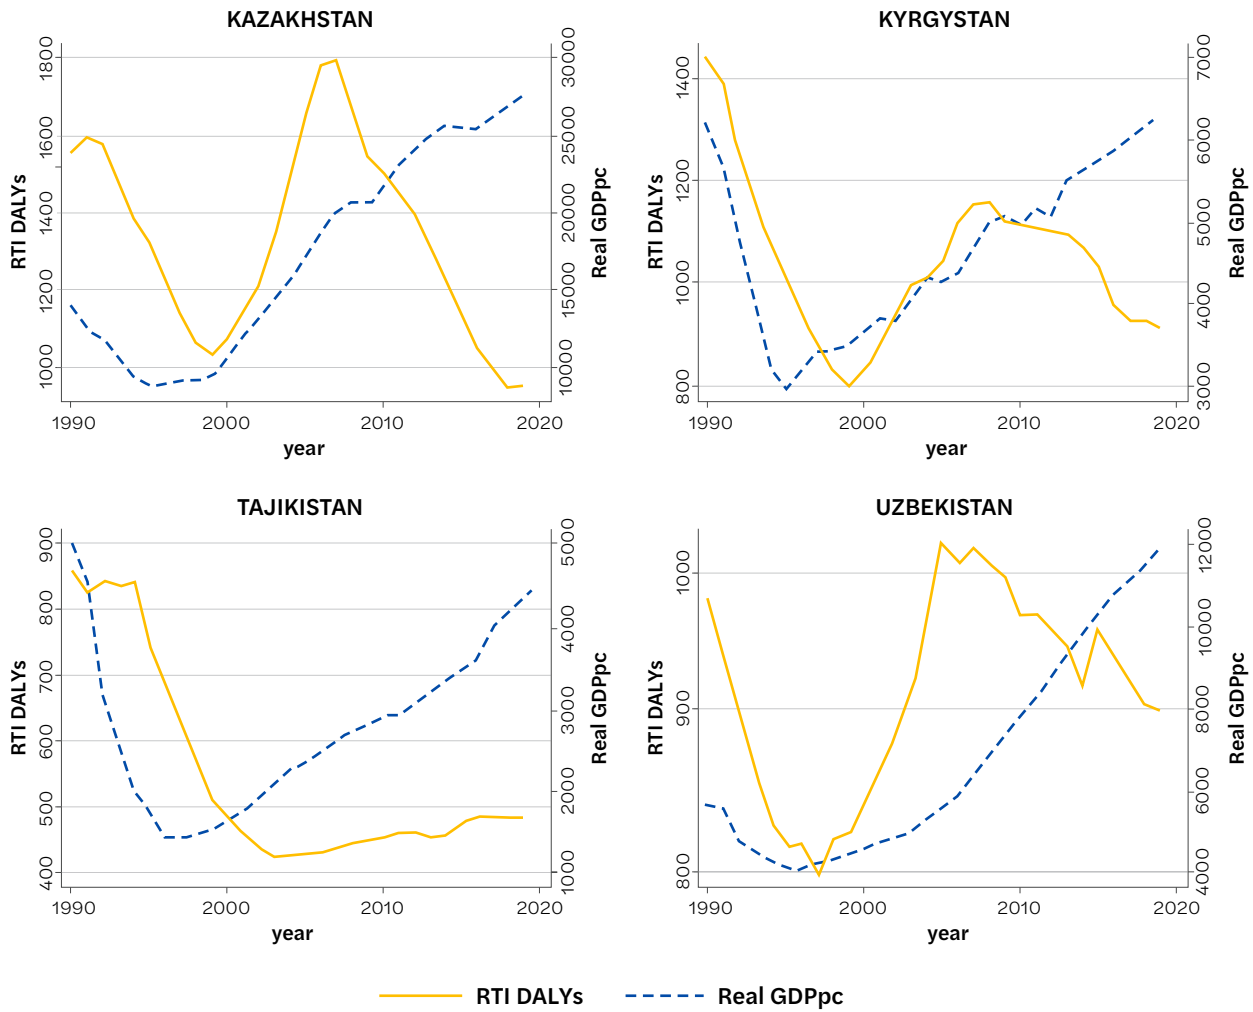 KAZAKHSTAN
RTI DALYs
1000 1200 1400 1600 1800
10000 15000 20000 25000 30000
Real GDPpc
1990 2000 2010 2020
year
KYRGYSTAN
RTI DALYs
800 1000 1200 1400
3000 4000 5000 6000 7000
Real GDPpc
1990 2000 2010 2020
year
TAJIKISTAN
RTI DALYs
400 500 600 700 800 900
1000 2000 3000 4000 5000
Real GDPpc
1990 2000 2010 2020
year
UZBEKISTAN
RTI DALYs
800 900 1000
4000 6000 8000 10000 12000
Real GDPpc
1990 2000 2010 2020
year
RTI DALYs Real GDPpc